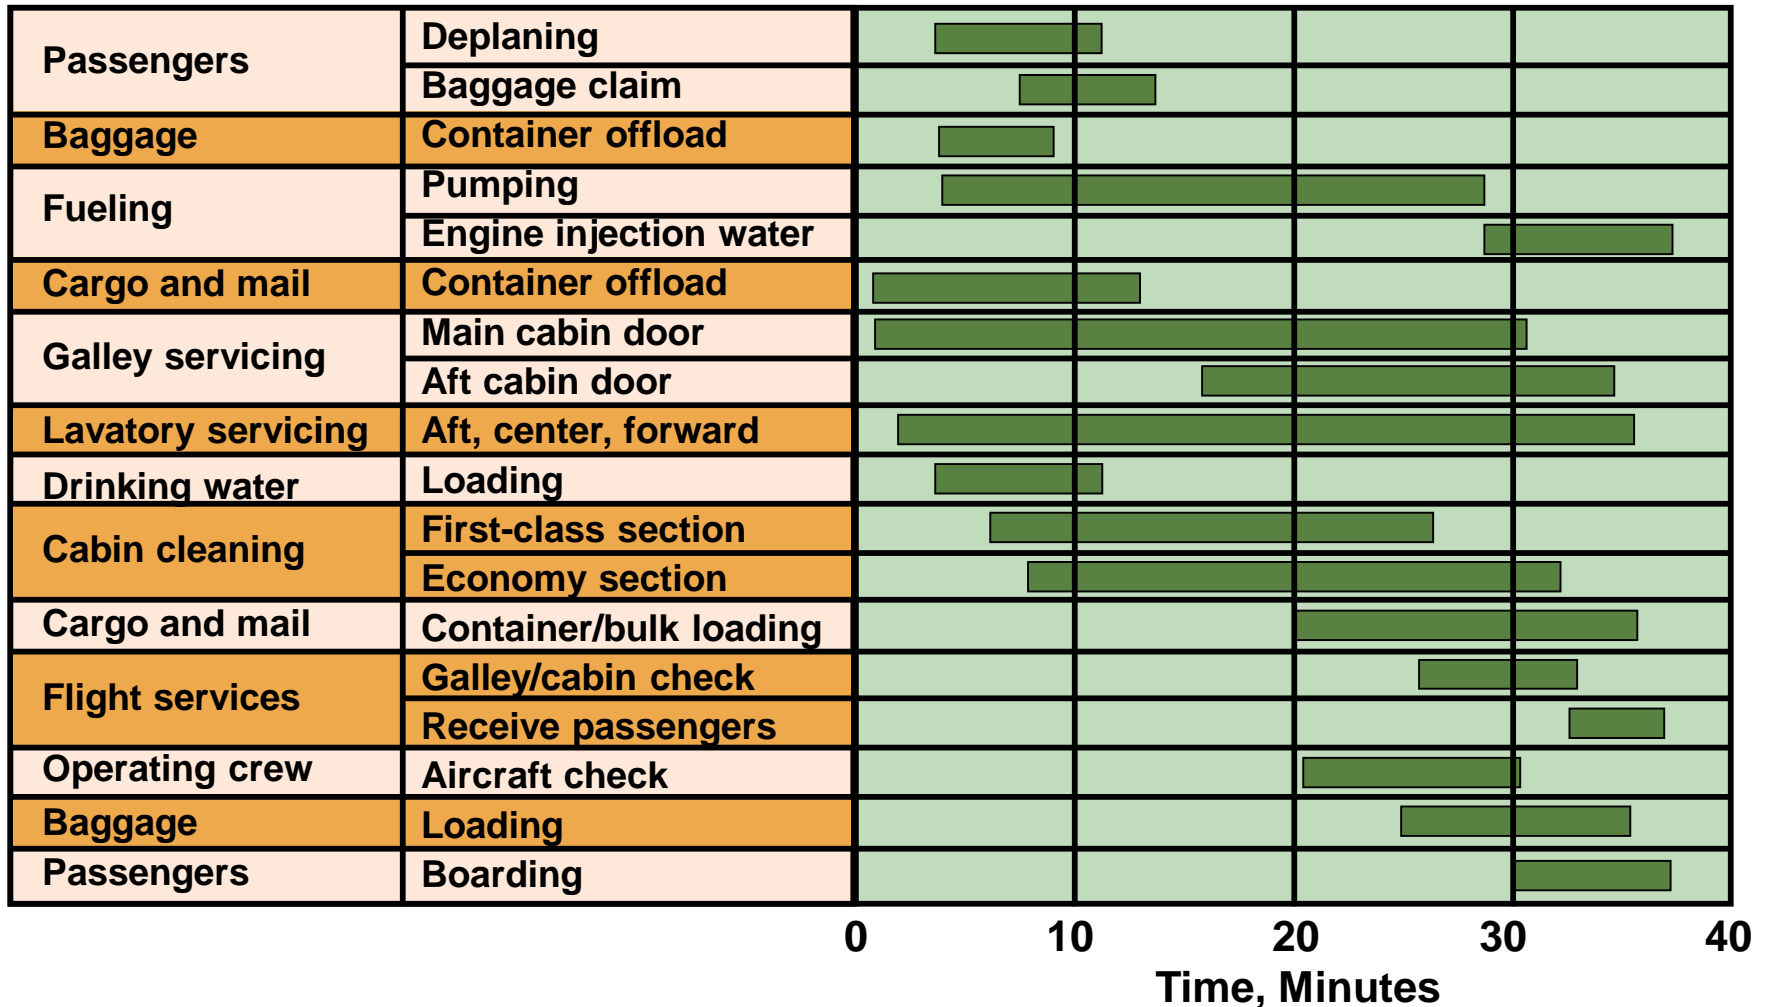 Passengers
Deplaning
Baggage claim
Baggage
Container offload
Fueling
Pumping
Engine injection water
Cargo and mail
Container offload
Galley servicing
Main cabin door
Aft cabin door
Lavatory servicing
Aft, center, forward
Drinking water
Loading
Cabin cleaning
First-class section
Economy section
Cargo and mail
Container/bulk loading
Flight services
Galley/cabin check
Receive passengers
Operating crew
Aircraft check
Baggage
Loading
Passengers
Boarding
0 10 20 30 40
Time, Minutes